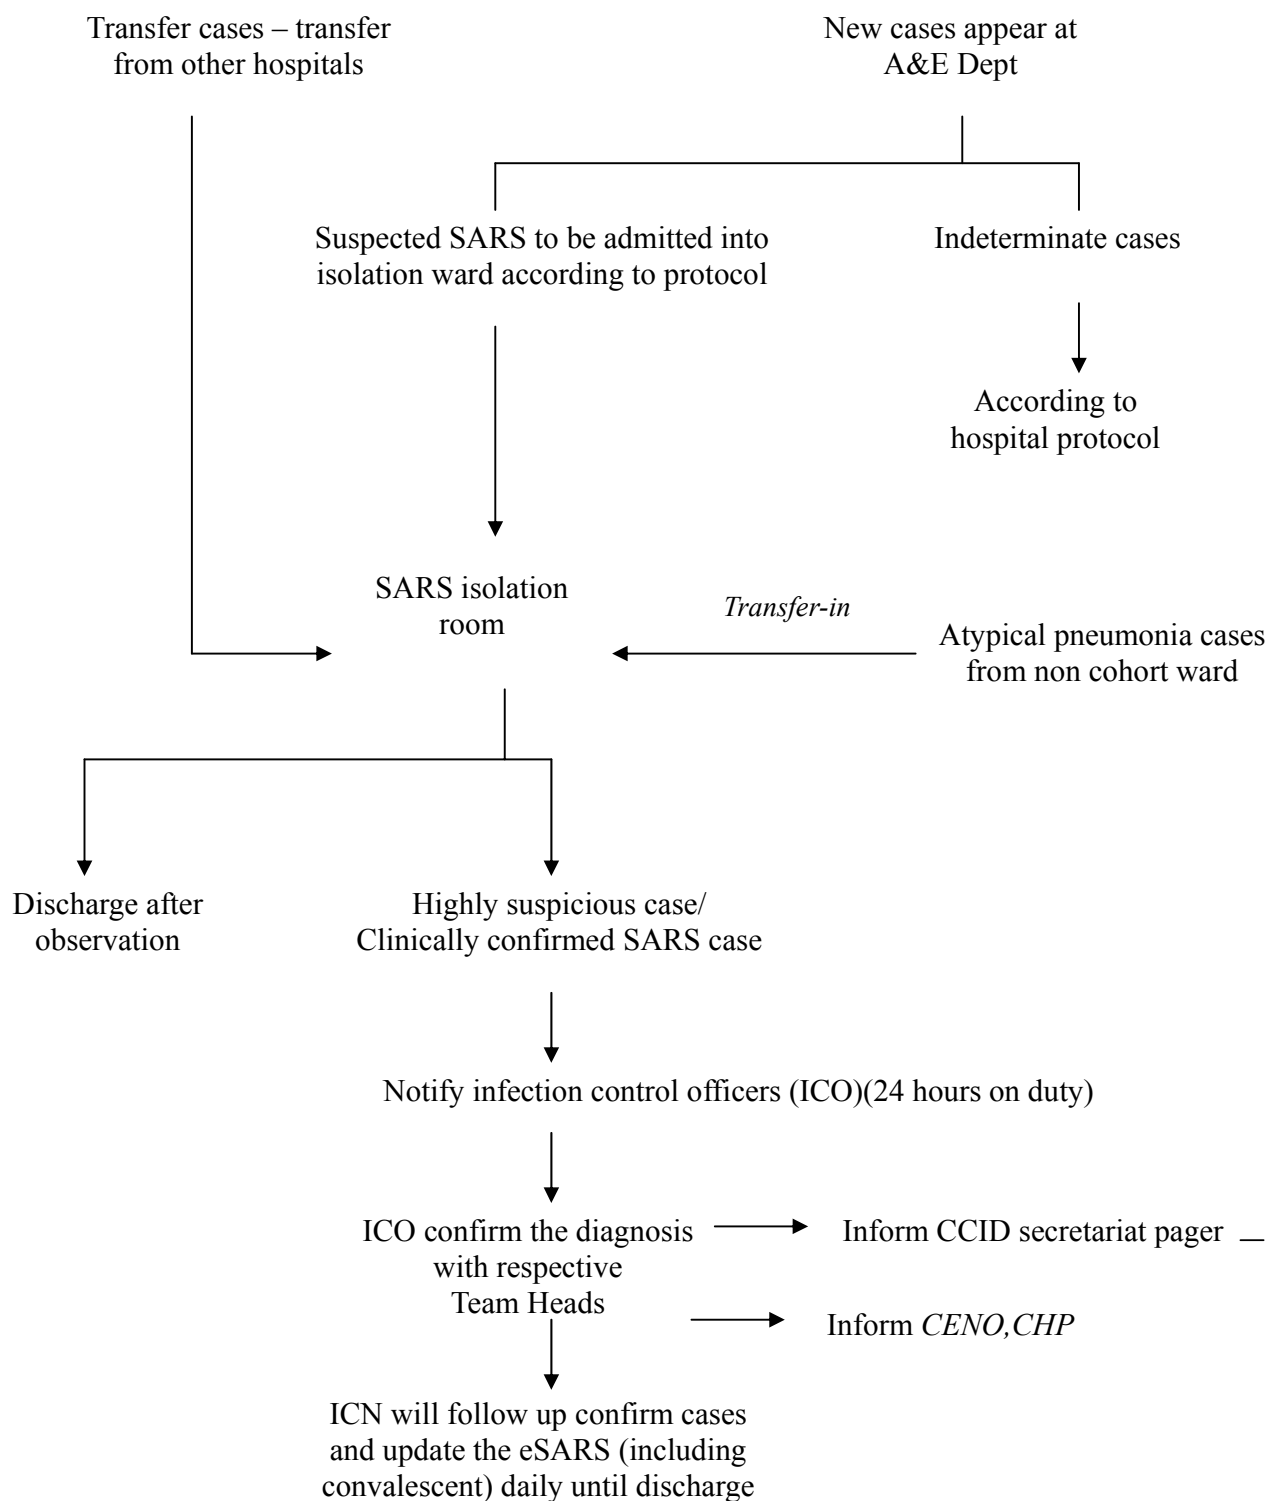 Transfer cases – transfer
from other hospitals
New cases appear at
A&E Dept
Suspected SARS to be admitted into
isolation ward according to protocol
Indeterminate cases
According to
hospital protocol
SARS isolation
room
Transfer-in
Atypical pneumonia cases
from non cohort ward
Discharge after
observation
Highly suspicious case/
Clinically confirmed SARS case
Notify infection control officers (ICO)(24 hours on duty)
ICO confirm the diagnosis
with respective
Team Heads
Inform CCID secretariat pager _
Inform CENO,CHP
ICN will follow up confirm cases
and update the eSARS (including
convalescent) daily until discharge